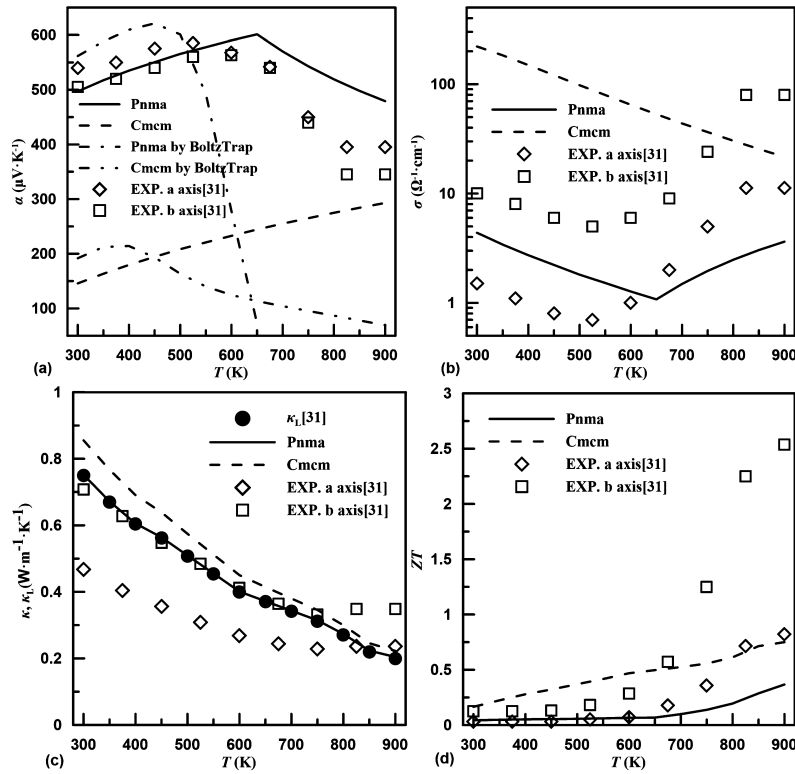 600
500
400
300
200
100
α (μV·K⁻¹)
Pnma
Cmcm
Pnma by BoltzTrap
Cmcm by BoltzTrap
EXP. a axis[31]
EXP. b axis[31]
300 400 500 600 700 800 900
(a)
T (K)
100
10
1
σ (Ω⁻¹·cm⁻¹)
Pnma
Cmcm
EXP. a axis[31]
EXP. b axis[31]
300 400 500 600 700 800 900
(b)
T (K)
1
0.8
0.6
0.4
0.2
0
κ, κL(W·m⁻¹·K⁻¹)
κL[31]
Pnma
Cmcm
EXP. a axis[31]
EXP. b axis[31]
300 400 500 600 700 800 900
(c)
T (K)
3
2.5
2
1.5
1
0.5
0
ZT
Pnma
Cmcm
EXP. a axis[31]
EXP. b axis[31]
300 400 500 600 700 800 900
T (K)
(d)